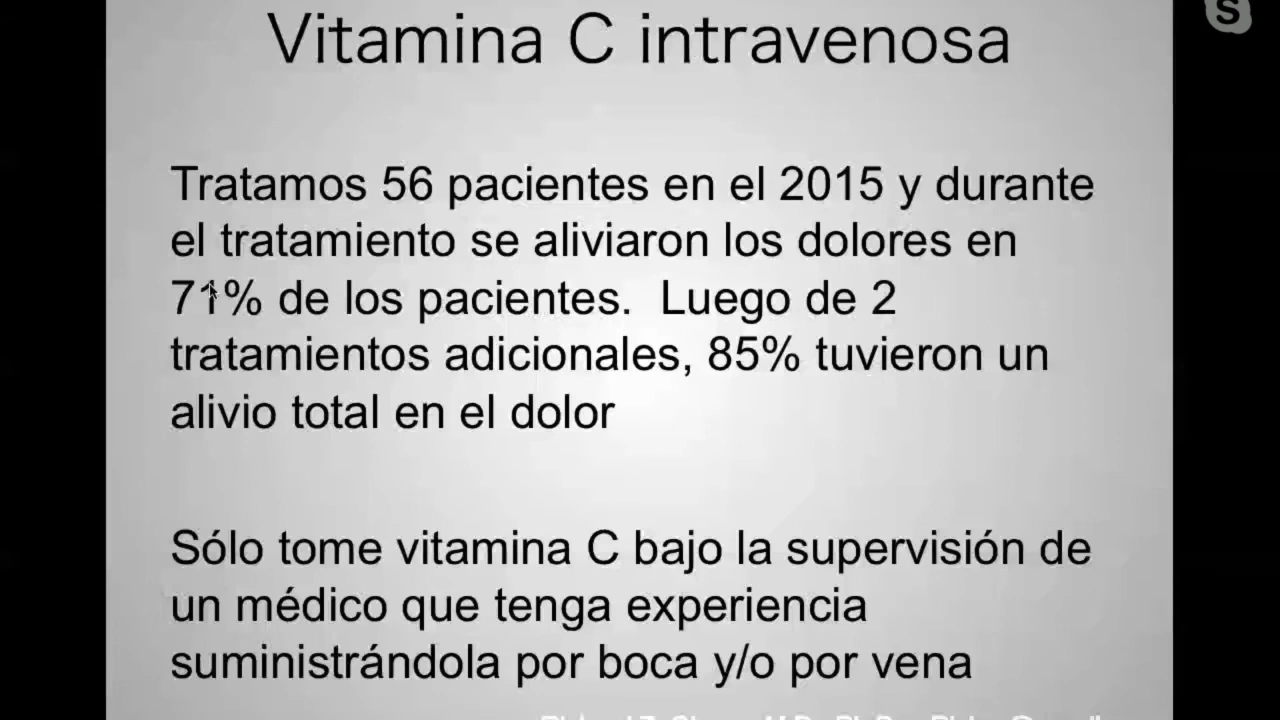 Vitamina C intravenosa
Tratamos 56 pacientes en el 2015 y durante
el tratamiento se aliviaron los dolores en
71% de los pacientes. Luego de 2
tratamientos adicionales, 85% tuvieron un
alivio total en el dolor
Sólo tome vitamina C bajo la supervisión de
un médico que tenga experiencia
suministrándola por boca y/o por vena